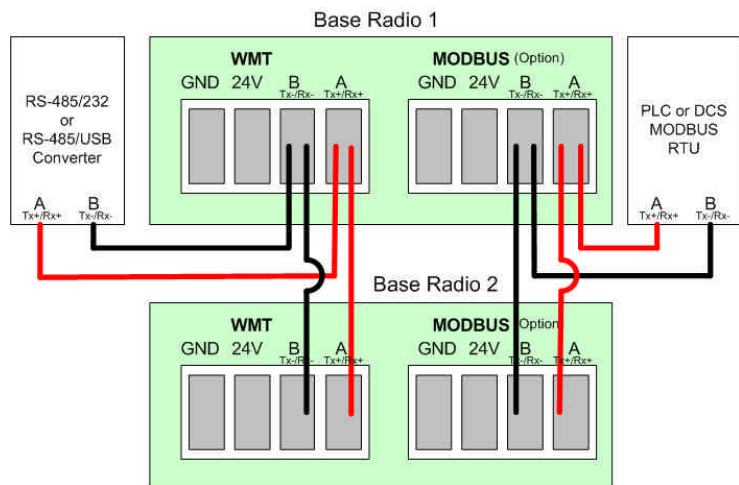 Base Radio 1
RS-485/232
or
RS-485/USB
Converter
A B
Tx+/Rx+ Tx-/Rx-
WMT
GND 24V B A
Tx-/Rx- Tx+/Rx+
MODBUS (Option)
GND 24V B A
Tx-/Rx- Tx+/Rx+
PLC or DCS
MODBUS
RTU
A B
Tx+/Rx+ Tx-/Rx-
Base Radio 2
WMT
GND 24V B A
Tx-/Rx- Tx+/Rx+
MODBUS (Option)
GND 24V B A
Tx-/Rx- Tx+/Rx+